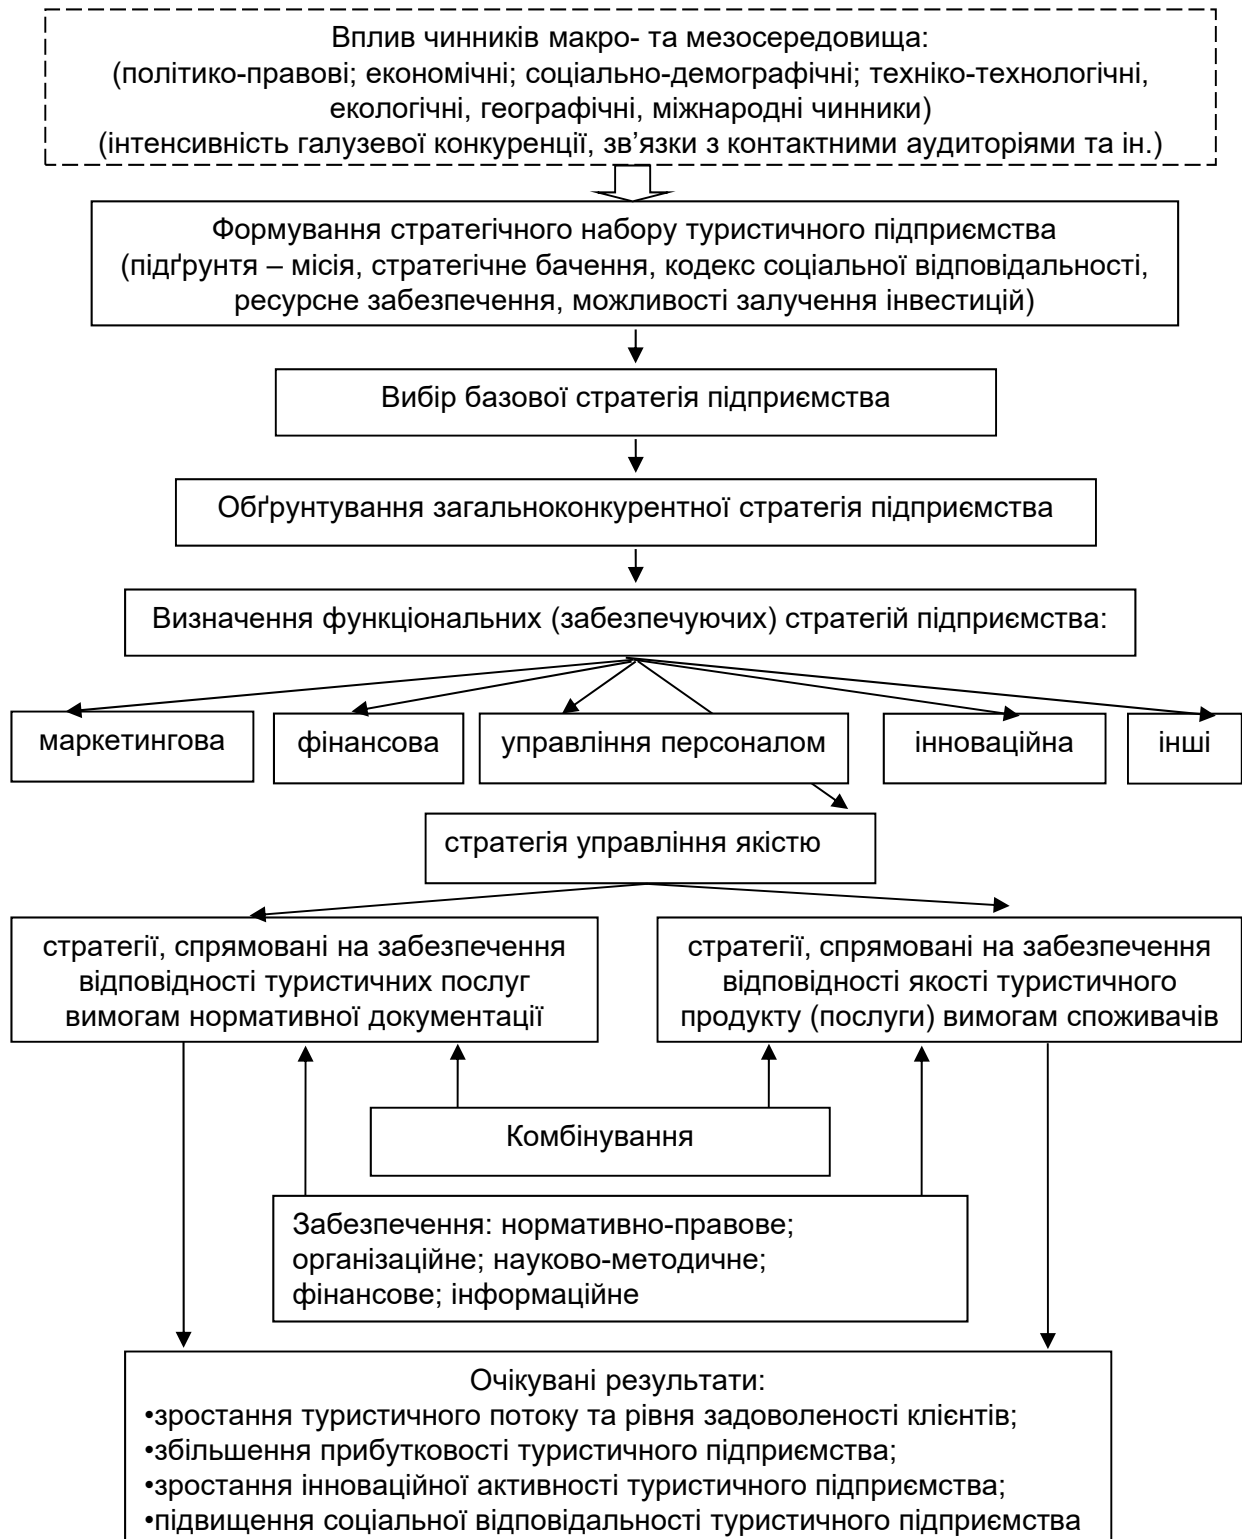 Вплив чинників макро- та мезосередовища:
(політико-правові; економічні; соціально-демографічні; техніко-технологічні,
екологічні, географічні, міжнародні чинники)
(інтенсивність галузевої конкуренції, зв’язки з контактними аудиторіями та ін.)
Формування стратегічного набору туристичного підприємства
(підґрунтя – місія, стратегічне бачення, кодекс соціальної відповідальності,
ресурсне забезпечення, можливості залучення інвестицій)
Вибір базової стратегія підприємства
Обґрунтування загальноконкурентної стратегія підприємства
Визначення функціональних (забезпечуючих) стратегій підприємства:
маркетингова
фінансова
управління персоналом
інноваційна
інші
стратегія управління якістю
стратегії, спрямовані на забезпечення
відповідності туристичних послуг
вимогам нормативної документації
стратегії, спрямовані на забезпечення
відповідності якості туристичного
продукту (послуги) вимогам споживачів
Комбінування
Забезпечення: нормативно-правове;
організаційне; науково-методичне;
фінансове; інформаційне
Очікувані результати:
•зростання туристичного потоку та рівня задоволеності клієнтів;
•збільшення прибутковості туристичного підприємства;
•зростання інноваційної активності туристичного підприємства;
•підвищення соціальної відповідальності туристичного підприємства